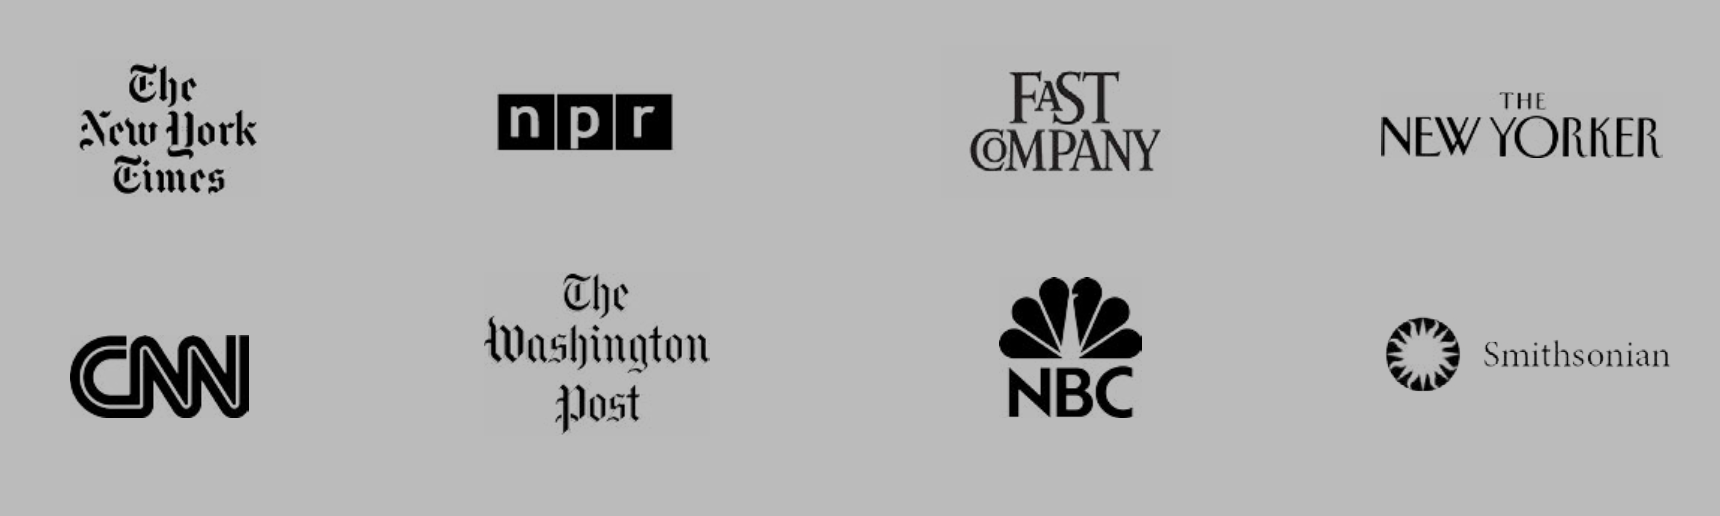 The
New York
Times
npr
FAST
COMPANY
THE
NEW YORKER
CNN
The
Washington
Post
NBC
Smithsonian